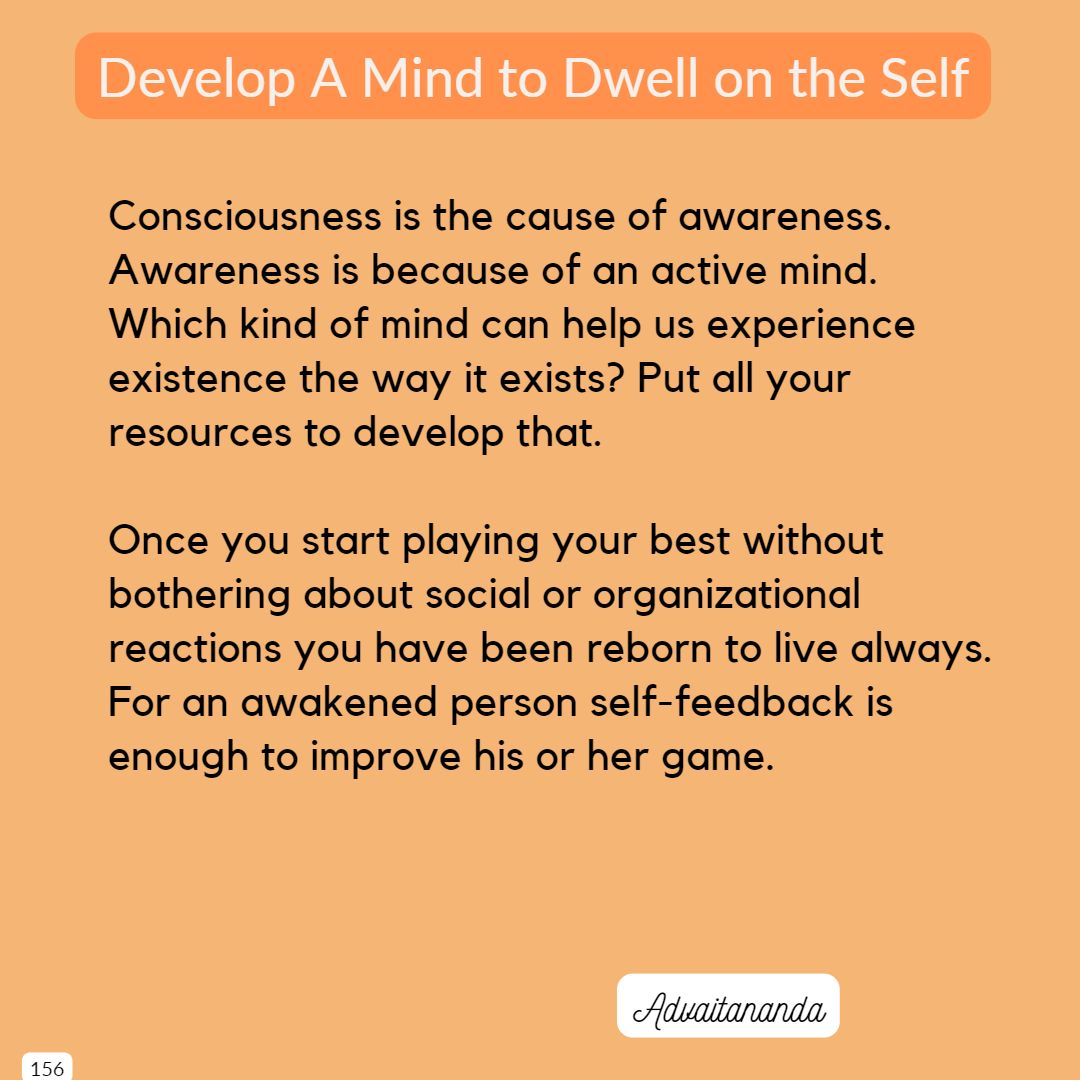 Develop A Mind to Dwell on the Self
Consciousness is the cause of awareness.
Awareness is because of an active mind.
Which kind of mind can help us experience
existence the way it exists? Put all your
resources to develop that.
Once you start playing your best without
bothering about social or organizational
reactions you have been reborn to live always.
For an awakened person self-feedback is
enough to improve his or her game.
Advaitananda
156